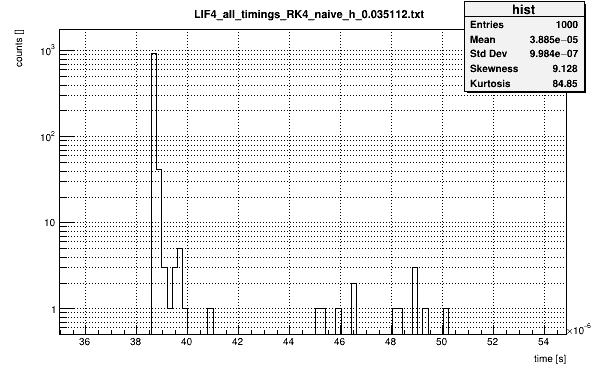 LIF4_all_timings_RK4_naive_h_0.035112.txt
hist
Entries 1000
Mean 3.885e−05
Std Dev 9.984e−07
Skewness 9.128
Kurtosis 84.85
counts []
10³
10²
10
1
36 38 40 42 44 46 48 50 52 54
×10⁻⁶
time [s]